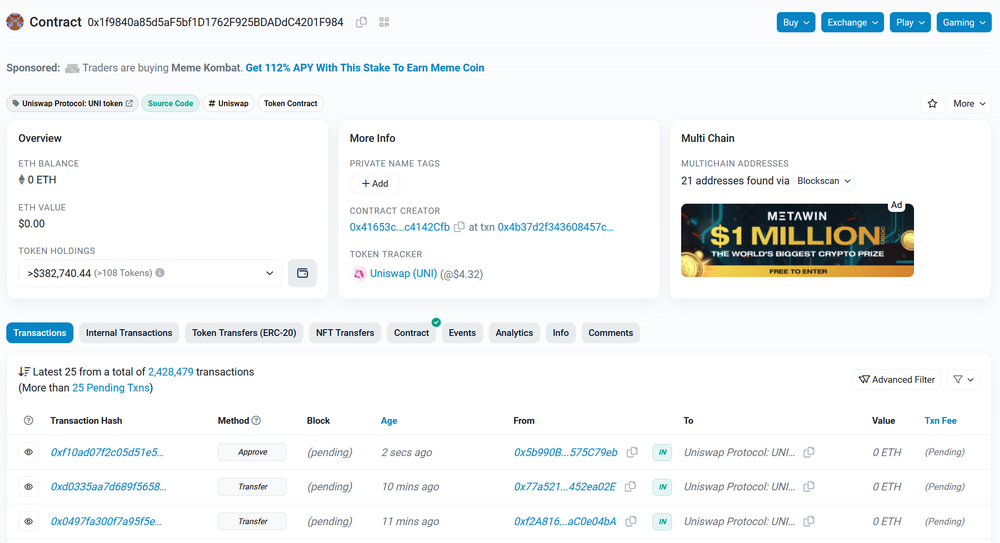 Contract 0x1f9840a85d5aF5bf1D1762F925BDADdC4201F984
Buy Exchange Play Gaming
Sponsored: Traders are buying Meme Kombat. Get 112% APY With This Stake To Earn Meme Coin
Uniswap Protocol: UNI token Source Code # Uniswap Token Contract
More
Overview
ETH BALANCE
0 ETH
ETH VALUE
$0.00
TOKEN HOLDINGS
>$382,740.44 (>108 Tokens)
More Info
PRIVATE NAME TAGS
+ Add
CONTRACT CREATOR
0x41653c...c4142Cfb at txn 0x4b37d2f343608457c...
TOKEN TRACKER
Uniswap (UNI) (@$4.32)
Multi Chain
MULTICHAIN ADDRESSES
21 addresses found via Blockscan
Ad
METAWIN
$1 MILLION USDC
THE WORLD'S BIGGEST CRYPTO PRIZE
FREE TO ENTER
Transactions Internal Transactions Token Transfers (ERC-20) NFT Transfers Contract Events Analytics Info Comments
Latest 25 from a total of 2,428,479 transactions
(More than 25 Pending Txns)
Advanced Filter
Transaction Hash Method Block Age From To Value Txn Fee
0xf10ad07f2c05d51e5... Approve (pending) 2 secs ago 0x5b990B...575C79eb IN Uniswap Protocol: UNI... 0 ETH (Pending)
0xd0335aa7d689f5658... Transfer (pending) 10 mins ago 0x77a521...452ea02E IN Uniswap Protocol: UNI... 0 ETH (Pending)
0x0497fa300f7a95f5e... Transfer (pending) 11 mins ago 0xf2A816...aC0e04bA IN Uniswap Protocol: UNI... 0 ETH (Pending)